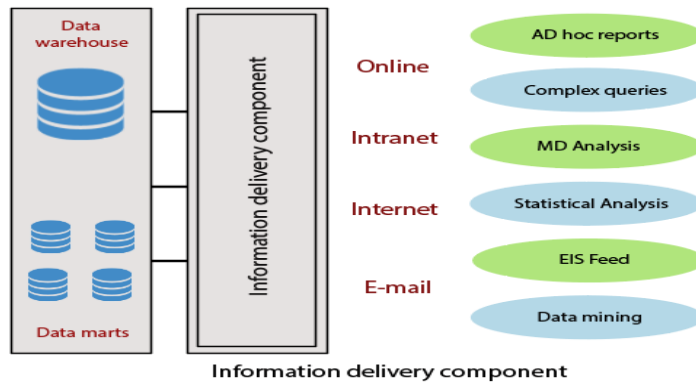 Data
warehouse
Data marts
Information delivery component
Online
Intranet
Internet
E-mail
AD hoc reports
Complex queries
MD Analysis
Statistical Analysis
EIS Feed
Data mining
Information delivery component